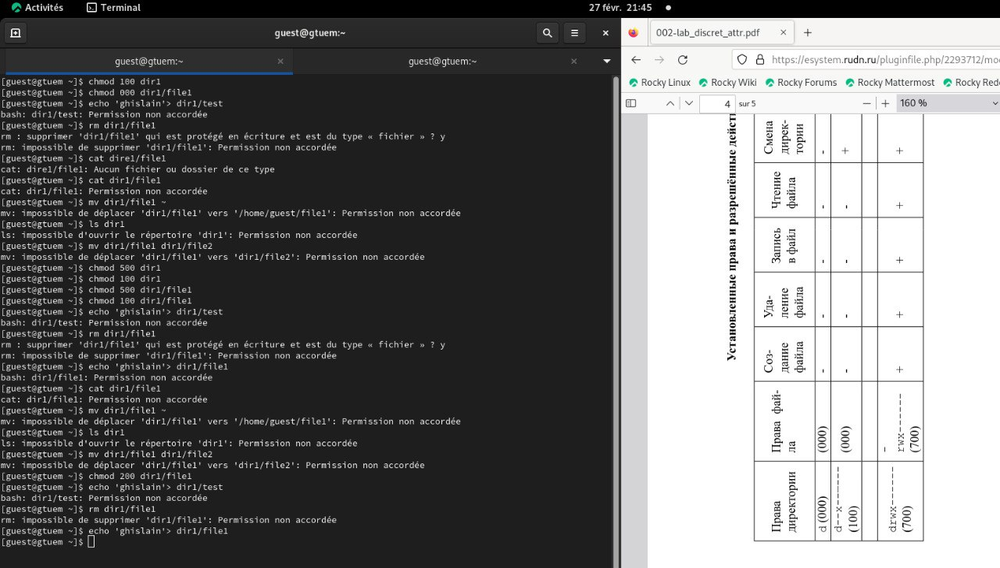 Activités
Terminal
27 févr. 21:45
guest@gtuem:~
guest@gtuem:~
guest@gtuem:~
[guest@gtuem ~]$ chmod 100 dir1
[guest@gtuem ~]$ chmod 000 dir1/file1
[guest@gtuem ~]$ echo 'ghislain'> dir1/test
bash: dir1/test: Permission non accordée
[guest@gtuem ~]$ rm dir1/file1
rm : supprimer 'dir1/file1' qui est protégé en écriture et est du type « fichier » ? y
rm: impossible de supprimer 'dir1/file1': Permission non accordée
[guest@gtuem ~]$ cat dire1/file1
cat: dire1/file1: Aucun fichier ou dossier de ce type
[guest@gtuem ~]$ cat dir1/file1
cat: dir1/file1: Permission non accordée
[guest@gtuem ~]$ mv dir1/file1 ~
mv: impossible de déplacer 'dir1/file1' vers '/home/guest/file1': Permission non accordée
[guest@gtuem ~]$ ls dir1
ls: impossible d'ouvrir le répertoire 'dir1': Permission non accordée
[guest@gtuem ~]$ mv dir1/file1 dir1/file2
mv: impossible de déplacer 'dir1/file1' vers 'dir1/file2': Permission non accordée
[guest@gtuem ~]$ chmod 500 dir1
[guest@gtuem ~]$ chmod 100 dir1
[guest@gtuem ~]$ chmod 500 dir1/file1
[guest@gtuem ~]$ chmod 100 dir1/file1
[guest@gtuem ~]$ echo 'ghislain'> dir1/test
bash: dir1/test: Permission non accordée
[guest@gtuem ~]$ rm dir1/file1
rm : supprimer 'dir1/file1' qui est protégé en écriture et est du type « fichier » ? y
rm: impossible de supprimer 'dir1/file1': Permission non accordée
[guest@gtuem ~]$ echo 'ghislain'> dir1/file1
bash: dir1/file1: Permission non accordée
[guest@gtuem ~]$ cat dir1/file1
cat: dir1/file1: Permission non accordée
[guest@gtuem ~]$ mv dir1/file1 ~
mv: impossible de déplacer 'dir1/file1' vers '/home/guest/file1': Permission non accordée
[guest@gtuem ~]$ ls dir1
ls: impossible d'ouvrir le répertoire 'dir1': Permission non accordée
[guest@gtuem ~]$ mv dir1/file1 dir1/file2
mv: impossible de déplacer 'dir1/file1' vers 'dir1/file2': Permission non accordée
[guest@gtuem ~]$ chmod 200 dir1/file1
[guest@gtuem ~]$ echo 'ghislain'> dir1/test
bash: dir1/test: Permission non accordée
[guest@gtuem ~]$ rm dir1/file1
rm: impossible de supprimer 'dir1/file1': Permission non accordée
[guest@gtuem ~]$ echo 'ghislain'> dir1/file1
[guest@gtuem ~]$
002-lab_discret_attr.pdf
https://esystem.rudn.ru/pluginfile.php/2293712/mod
Rocky Linux
Rocky Wiki
Rocky Forums
Rocky Mattermost
Rocky Redd
4 sur 5
160 %
Установленные права и разрешённые дейст
Права
директории
Права фай-
ла
Соз-
дание
файла
Уда-
ление
файла
Запись
в файл
Чтение
файла
Смена
дирек-
тории
d (000)
(000)
- - - - -
d--x------
(100)
(000)
- - - - +
drwx------
(700)
-
rwx------
(700)
+ + + + +